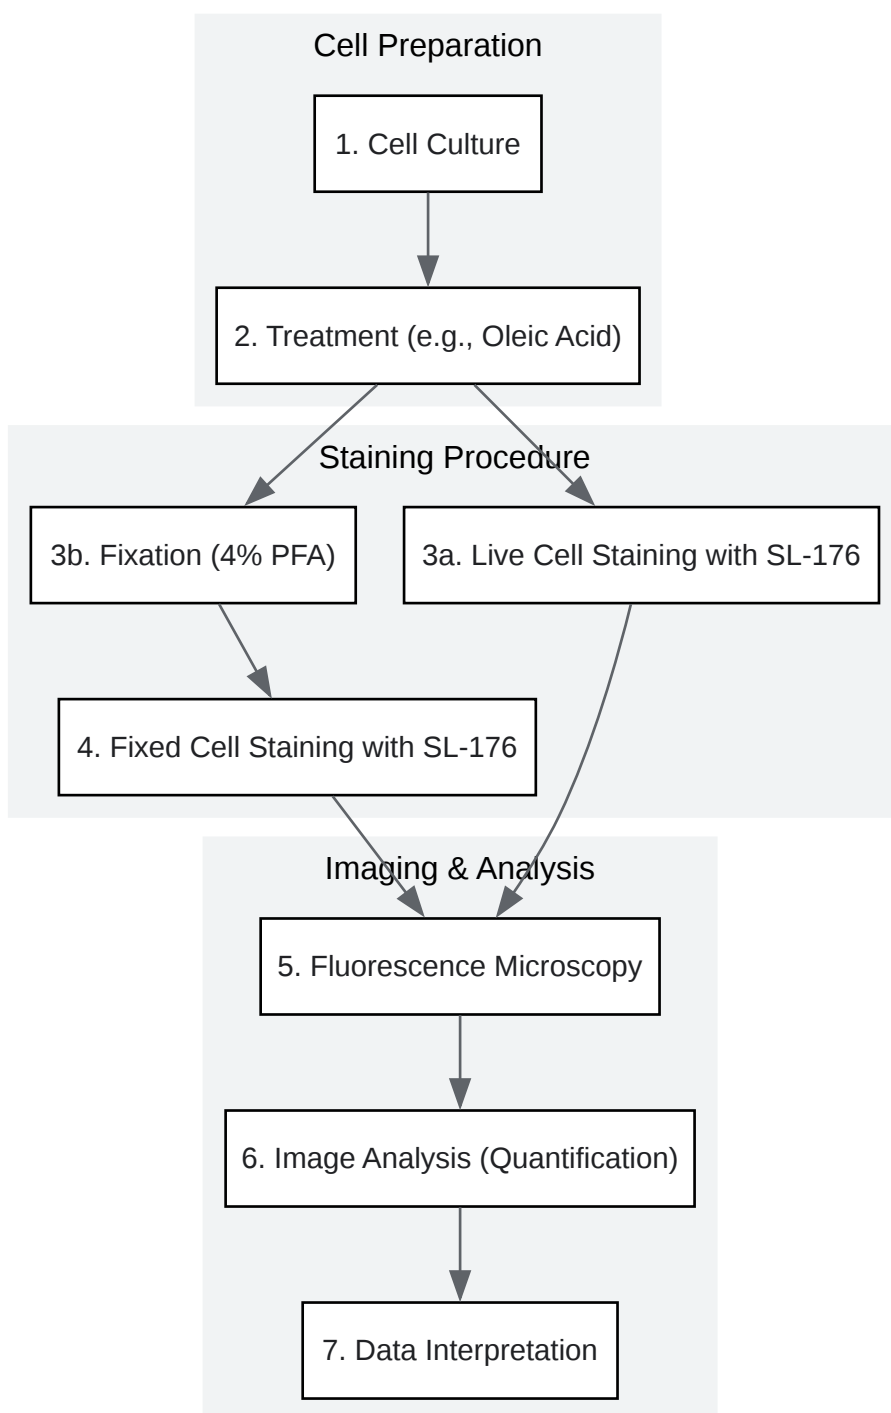 Cell Preparation
1. Cell Culture
2. Treatment (e.g., Oleic Acid)
Staining Procedure
3b. Fixation (4% PFA)
3a. Live Cell Staining with SL-176
4. Fixed Cell Staining with SL-176
Imaging & Analysis
5. Fluorescence Microscopy
6. Image Analysis (Quantification)
7. Data Interpretation